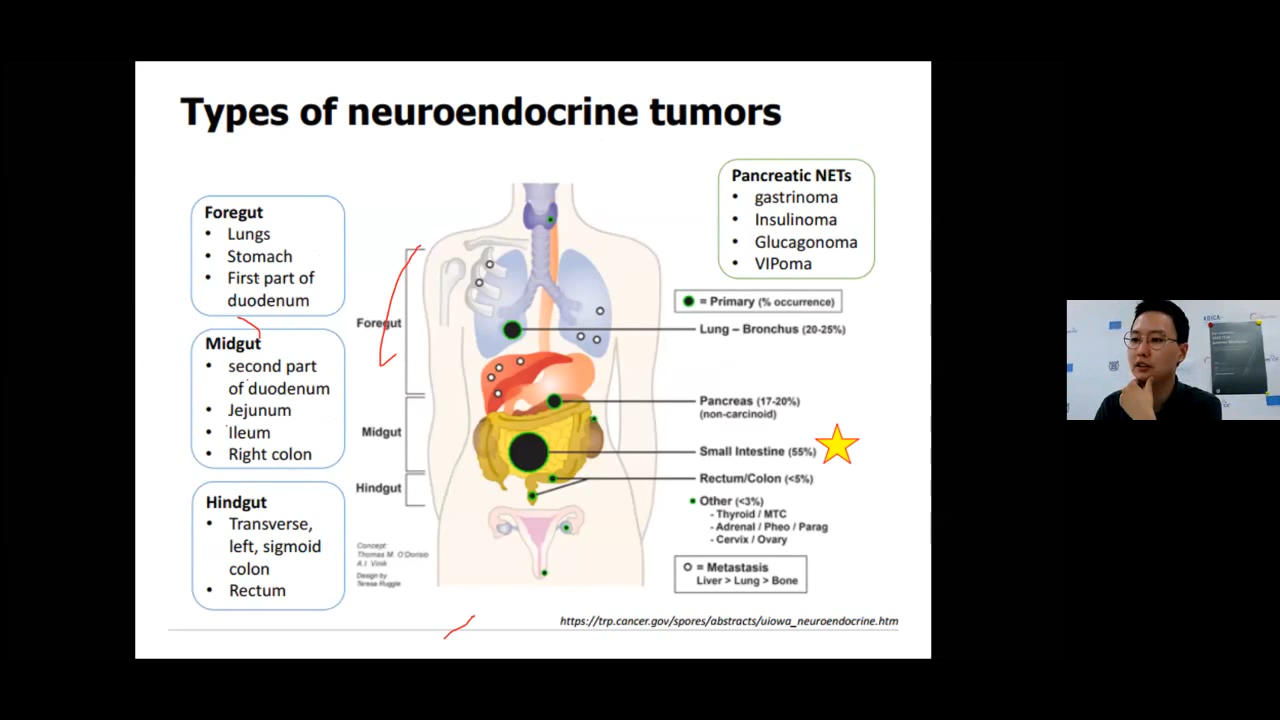 Types of neuroendocrine tumors
Foregut
• Lungs
• Stomach
• First part of
duodenum
Midgut
• second part
of duodenum
• Jejunum
• Ileum
• Right colon
Hindgut
• Transverse,
left, sigmoid
colon
• Rectum
Foregut
Midgut
Hindgut
Concept:
Thomas M. O'Dorisio
A.I. Vinik
Design by
Teresa Ruggle
Pancreatic NETs
• gastrinoma
• Insulinoma
• Glucagonoma
• VIPoma
= Primary (% occurrence)
Lung – Bronchus (20-25%)
Pancreas (17-20%)
(non-carcinoid)
Small Intestine (55%)
Rectum/Colon (<5%)
Other (<3%)
- Thyroid / MTC
- Adrenal / Pheo / Parag
- Cervix / Ovary
= Metastasis
Liver > Lung > Bone
https://trp.cancer.gov/spores/abstracts/uiowa_neuroendocrine.htm
KOICA